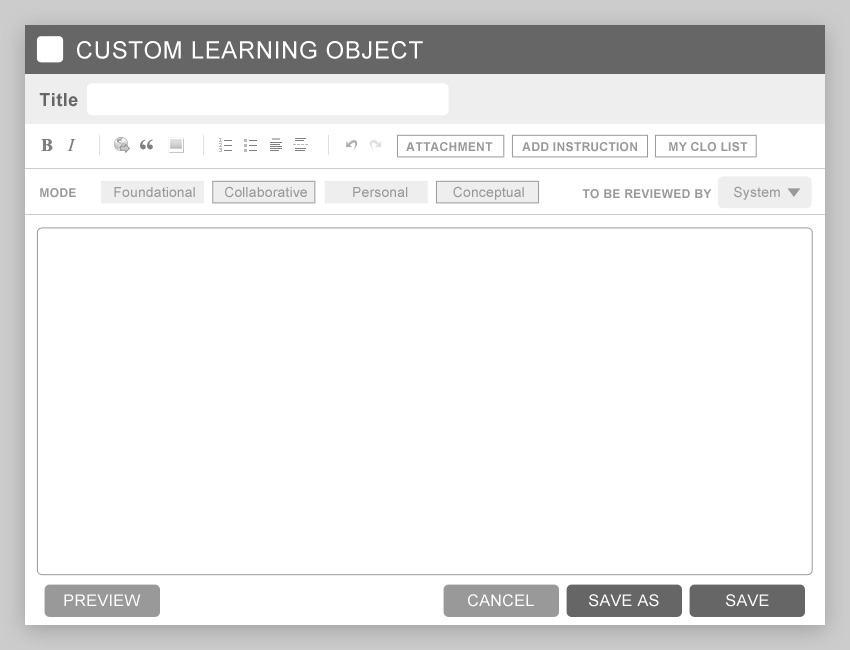 CUSTOM LEARNING OBJECT
Title
B I “ ATTACHMENT ADD INSTRUCTION MY CLO LIST
MODE Foundational Collaborative Personal Conceptual TO BE REVIEWED BY System
PREVIEW CANCEL SAVE AS SAVE